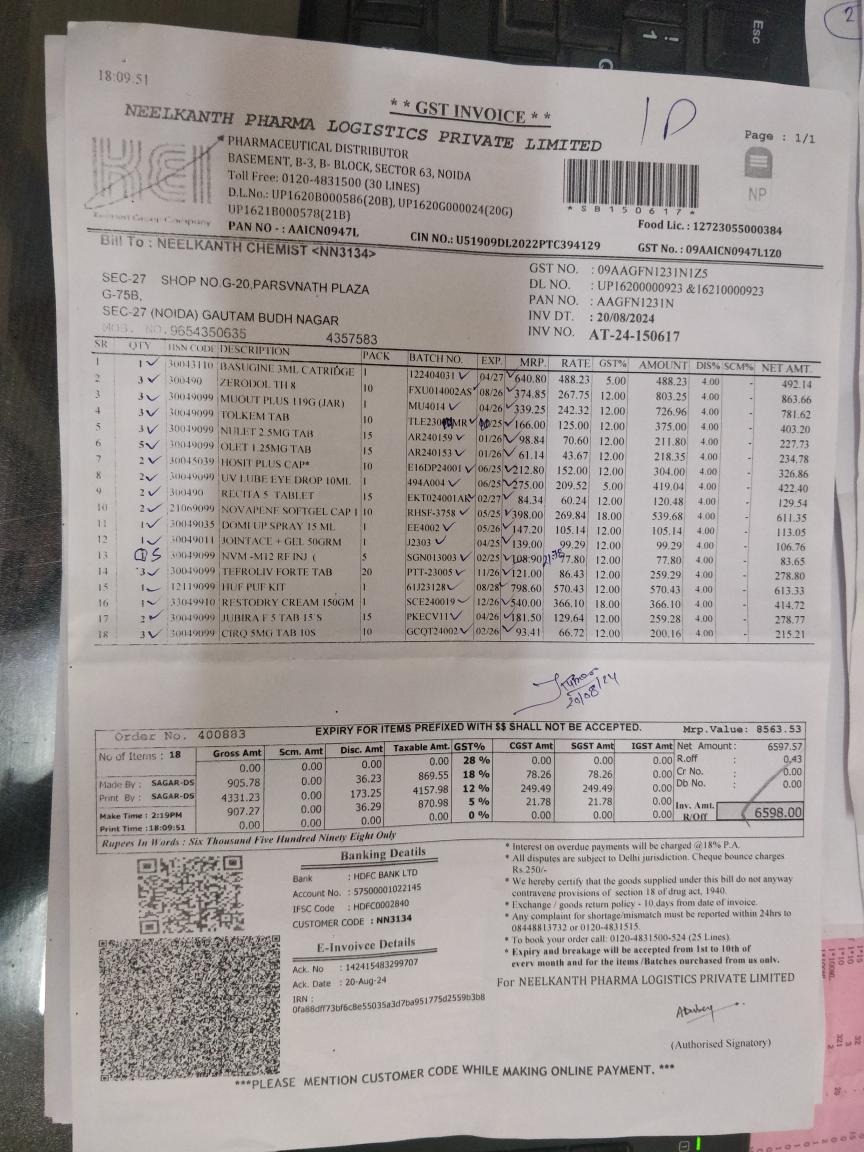 18:09:51
** GST INVOICE **
1D
NEELKANTH PHARMA LOGISTICS PRIVATE LIMITED
Page : 1/1
KEI
PHARMACEUTICAL DISTRIBUTOR
BASEMENT, B-3, B- BLOCK, SECTOR 63, NOIDA
Toll Free: 0120-4831500 (30 LINES)
D.L.No.: UP1620B000586(20B), UP1620G000024(20G)
UP1621B000578(21B)
PAN NO - : AAICN0947L
CIN NO.: U51909DL2022PTC394129
*SB150617*
NP
Food Lic. : 12723055000384
GST No. : 09AAICN0947L1Z0
Bill To : NEELKANTH CHEMIST <NN3134>
SEC-27 SHOP NO.G-20,PARSVNATH PLAZA
G-75B,
SEC-27 (NOIDA) GAUTAM BUDH NAGAR
MOB. NO.9654350635 4357583
GST NO. : 09AAGFN1231N1Z5
DL NO. : UP16200000923 &16210000923
PAN NO. : AAGFN1231N
INV DT. : 20/08/2024
INV NO. AT-24-150617
SR QTY HSN CODE DESCRIPTION PACK BATCH NO. EXP. MRP. RATE GST% AMOUNT DIS% SCM% NET AMT.
1 1 30043110 BASUGINE 3ML CATRIDGE 1 122404031 04/27 640.80 488.23 5.00 488.23 4.00 - 492.14
2 3 300490 ZERODOL TH 8 10 FXU014002AS 08/26 374.85 267.75 12.00 803.25 4.00 - 863.66
3 3 30049099 MUOUT PLUS 119G (JAR) 1 MU4014 04/26 339.25 242.32 12.00 726.96 4.00 - 781.62
4 3 30049099 TOLKEM TAB 10 TLE230 MR 25 166.00 125.00 12.00 375.00 4.00 - 403.20
5 3 30049099 NULET 2.5MG TAB 15 AR240159 01/26 98.84 70.60 12.00 211.80 4.00 - 227.73
6 5 30049099 OLET 1.25MG TAB 15 AR240153 01/26 61.14 43.67 12.00 218.35 4.00 - 234.78
7 2 30045039 HOSIT PLUS CAP* 10 E16DP24001 06/25 212.80 152.00 12.00 304.00 4.00 - 326.86
8 2 30049099 UV LUBE EYE DROP 10ML 1 494A004 06/25 275.00 209.52 5.00 419.04 4.00 - 422.40
9 2 300490 RECITA 5 TABLET 15 EKT024001AR 02/27 84.34 60.24 12.00 120.48 4.00 - 129.54
10 2 21069099 NOVAPENE SOFTGEL CAP 1 10 RHSF-3758 05/25 398.00 269.84 18.00 539.68 4.00 - 611.35
11 1 30049035 DOMI UP SPRAY 15 ML 1 EE4002 05/26 147.20 105.14 12.00 105.14 4.00 - 113.05
12 1 30049011 JOINTACE + GEL 50GRM 1 J2303 04/25 139.00 99.29 12.00 99.29 4.00 - 106.76
13 1 5 30049099 NVM -M12 RF INJ ( 5 SGN013003 02/25 108.90 21.78 77.80 12.00 77.80 4.00 - 83.65
14 3 30049099 TEFROLIV FORTE TAB 20 PTT-23005 11/26 121.00 86.43 12.00 259.29 4.00 - 278.80
15 1 12119099 HUF PUF KIT 1 61J23128 08/28 798.60 570.43 12.00 570.43 4.00 - 613.33
16 1 33049910 RESTODRY CREAM 150GM 1 SCE240019 12/26 540.00 366.10 18.00 366.10 4.00 - 414.72
17 2 30049099 JUBIRA F 5 TAB 15'S 15 PKECV11 04/26 181.50 129.64 12.00 259.28 4.00 - 278.77
18 3 30049099 CIRQ 5MG TAB 10S 10 GCQT24002 02/26 93.41 66.72 12.00 200.16 4.00 - 215.21
20/08/24
Order No. 400883 EXPIRY FOR ITEMS PREFIXED WITH $$ SHALL NOT BE ACCEPTED. Mrp.Value: 8563.53
No of Items : 18
Made By : SAGAR-DS
Print By : SAGAR-DS
Make Time : 2:19PM
Print Time :18:09:51
Gross Amt Scm. Amt Disc. Amt Taxable Amt. GST% CGST Amt SGST Amt IGST Amt
0.00 0.00 0.00 0.00 28 % 0.00 0.00 0.00
905.78 0.00 36.23 869.55 18 % 78.26 78.26 0.00
4331.23 0.00 173.25 4157.98 12 % 249.49 249.49 0.00
907.27 0.00 36.29 870.98 5 % 21.78 21.78 0.00
0.00 0.00 0.00 0.00 0 % 0.00 0.00 0.00
Net Amount : 6597.57
R.off : 0.43
Cr No. : 0.00
Db No. : 0.00
Inv. Amt. R/Off 6598.00
Rupees In Words : Six Thousand Five Hundred Ninety Eight Only
Banking Deatils
Bank : HDFC BANK LTD
Account No. : 57500001022145
IFSC Code : HDFC0002840
CUSTOMER CODE : NN3134
E-Invoivce Details
Ack. No : 142415483299707
Ack. Date : 20-Aug-24
IRN :
0fa88dff73bf6c8e55035a3d7ba951775d2559b3b8
* Interest on overdue payments will be charged @18% P.A.
* All disputes are subject to Delhi jurisdiction. Cheque bounce charges
Rs.250/-
* We hereby certify that the goods supplied under this bill do not anyway
contravene provisions of section 18 of drug act, 1940.
* Exchange / goods return policy - 10 days from date of invoice.
* Any complaint for shortage/mismatch must be reported within 24hrs to
08448813732 or 0120-4831515.
* To book your order call: 0120-4831500-524 (25 Lines).
* Expiry and breakage will be accepted from 1st to 10th of
every month and for the items /Batches purchased from us only.
For NEELKANTH PHARMA LOGISTICS PRIVATE LIMITED
(Authorised Signatory)
***PLEASE MENTION CUSTOMER CODE WHILE MAKING ONLINE PAYMENT. ***
Esc